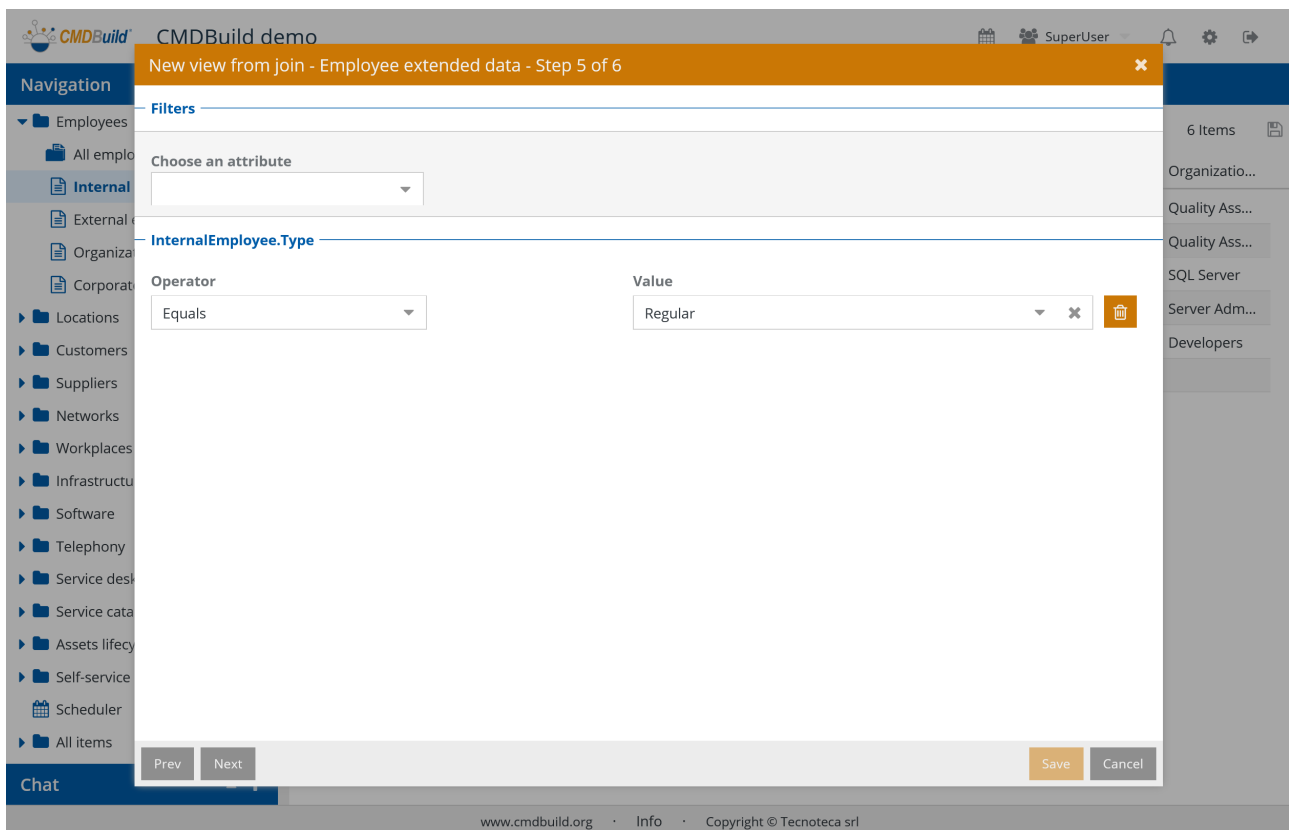 CMDBuild CMDBuild demo SuperUser
New view from join - Employee extended data - Step 5 of 6
Navigation
Filters
Employees
6 Items
All emplo
Choose an attribute
Organizatio...
Internal
Quality Ass...
External
InternalEmployee.Type
Quality Ass...
Organiza
SQL Server
Corporat
Operator
Value
Equals
Regular
Server Adm...
Locations
Developers
Customers
Suppliers
Networks
Workplaces
Infrastructu
Software
Telephony
Service desk
Service cata
Assets lifecy
Self-service
Scheduler
All items
Prev Next Save Cancel
Chat
www.cmdbuild.org · Info · Copyright © Tecnoteca srl